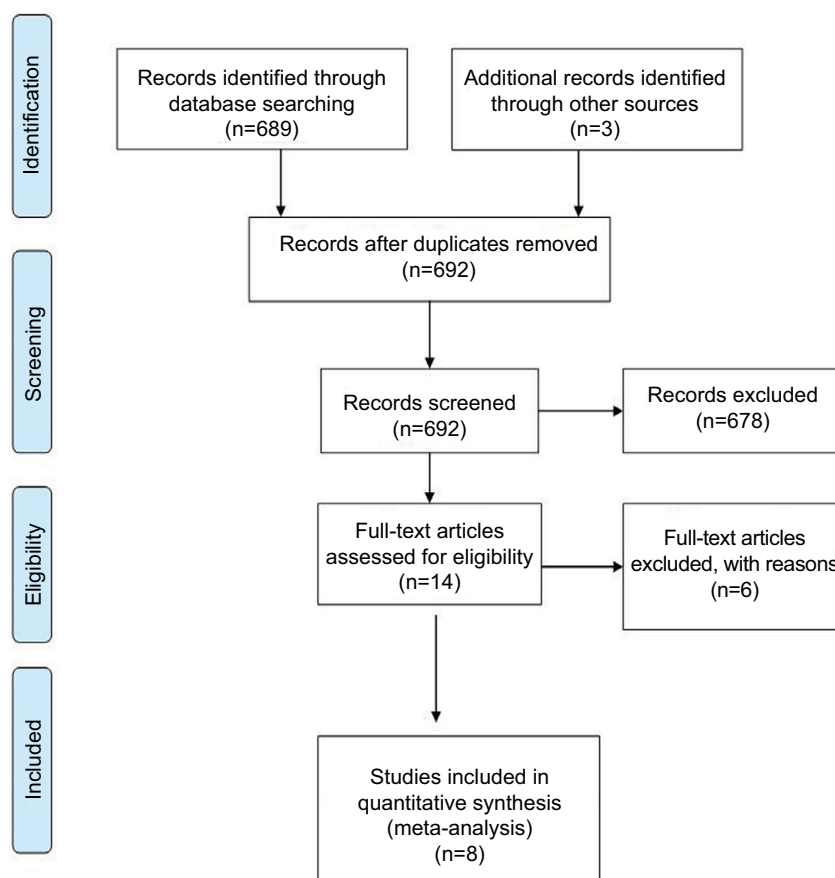 Identification
Records identified through
database searching
(n=689)
Additional records identified
through other sources
(n=3)
Records after duplicates removed
(n=692)
Screening
Records screened
(n=692)
Records excluded
(n=678)
Eligibility
Full-text articles
assessed for eligibility
(n=14)
Full-text articles
excluded, with reasons
(n=6)
Included
Studies included in
quantitative synthesis
(meta-analysis)
(n=8)